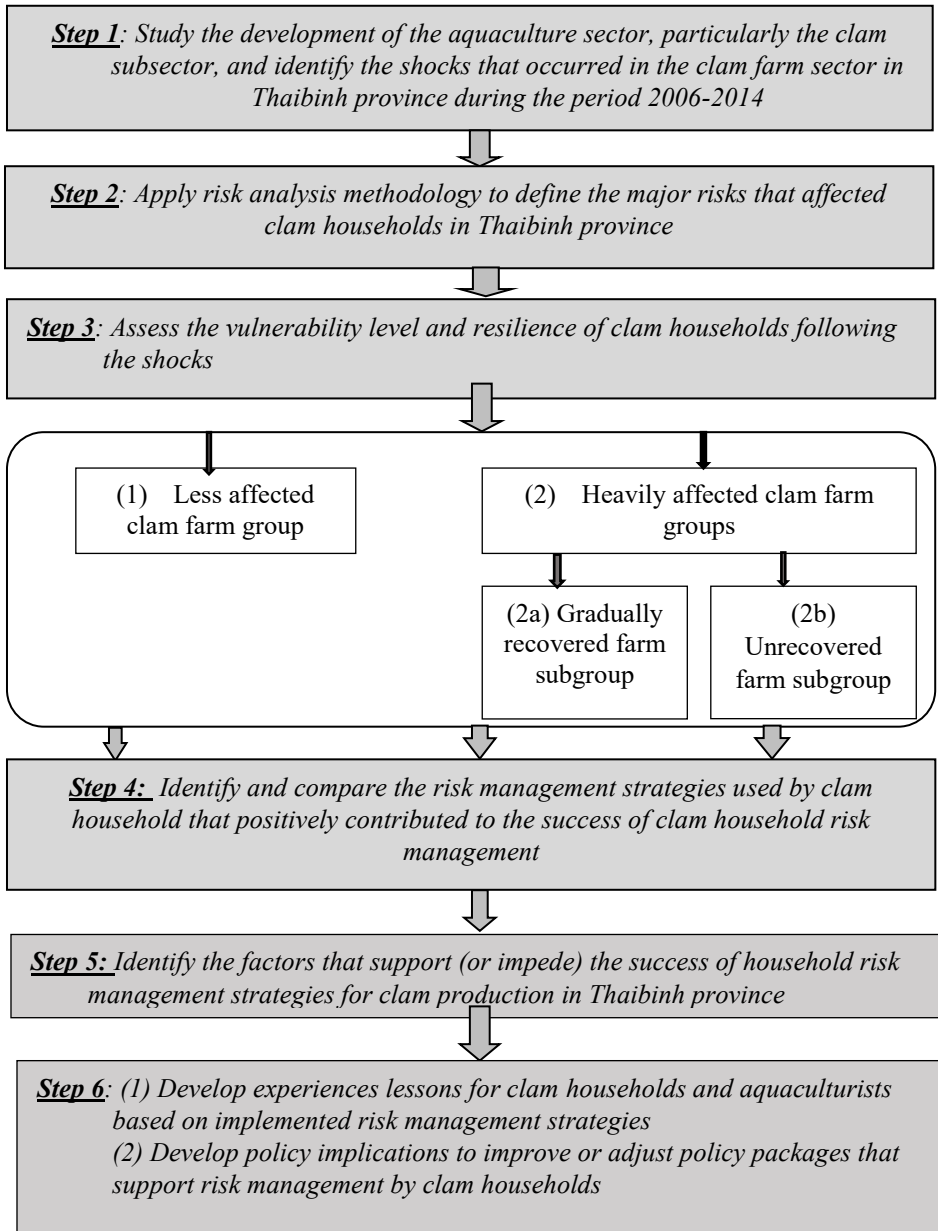 Step 1: Study the development of the aquaculture sector, particularly the clam
subsector, and identify the shocks that occurred in the clam farm sector in
Thaibinh province during the period 2006-2014
Step 2: Apply risk analysis methodology to define the major risks that affected
clam households in Thaibinh province
Step 3: Assess the vulnerability level and resilience of clam households following
the shocks
(1) Less affected
clam farm group
(2) Heavily affected clam farm
groups
(2a) Gradually
recovered farm
subgroup
(2b)
Unrecovered
farm subgroup
Step 4: Identify and compare the risk management strategies used by clam
household that positively contributed to the success of clam household risk
management
Step 5: Identify the factors that support (or impede) the success of household risk
management strategies for clam production in Thaibinh province
Step 6: (1) Develop experiences lessons for clam households and aquaculturists
based on implemented risk management strategies
(2) Develop policy implications to improve or adjust policy packages that
support risk management by clam households